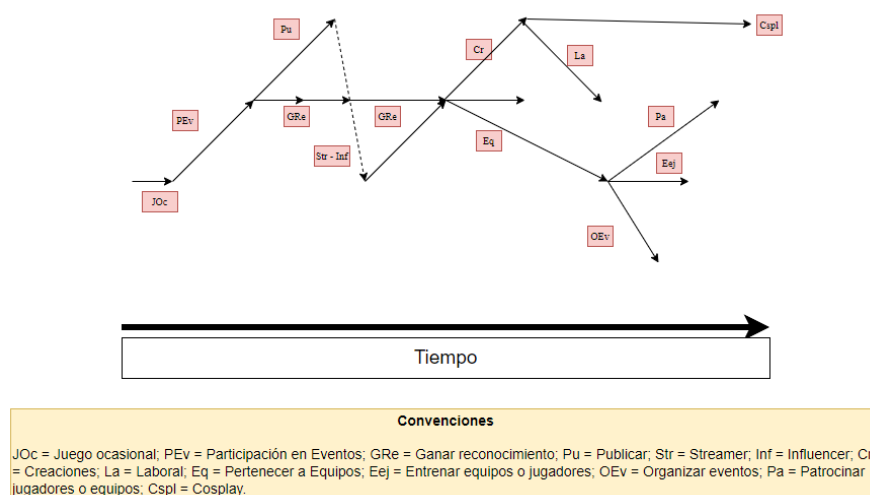 Pu
Cr
Cspl
La
PEv
GRe
GRe
Pa
Eq
Str - Inf
Eej
JOc
OEv
Tiempo
Convenciones
JOc = Juego ocasional; PEv = Participación en Eventos; GRe = Ganar reconocimiento; Pu = Publicar; Str = Streamer; Inf = Influencer; Cr
= Creaciones; La = Laboral; Eq = Pertenecer a Equipos; Eej = Entrenar equipos o jugadores; OEv = Organizar eventos; Pa = Patrocinar
jugadores o equipos; Cspl = Cosplay.